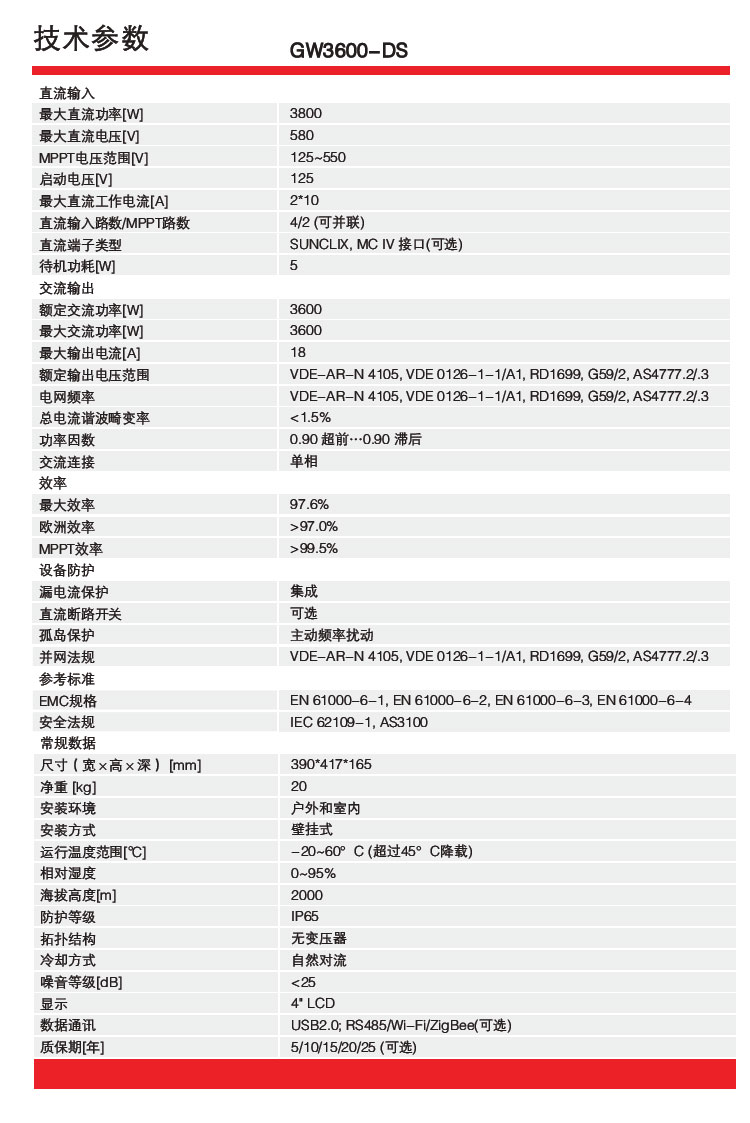 技术参数 GW3600-DS
直流输入
最大直流功率[W] 3800
最大直流电压[V] 580
MPPT电压范围[V] 125~550
启动电压[V] 125
最大直流工作电流[A] 2*10
直流输入路数/MPPT路数 4/2 (可并联)
直流端子类型 SUNCLIX, MC IV 接口(可选)
待机功耗[W] 5
交流输出
额定交流功率[W] 3600
最大交流功率[W] 3600
最大输出电流[A] 18
额定输出电压范围 VDE-AR-N 4105, VDE 0126-1-1/A1, RD1699, G59/2, AS4777.2/.3
电网频率 VDE-AR-N 4105, VDE 0126-1-1/A1, RD1699, G59/2, AS4777.2/.3
总电流谐波畸变率 <1.5%
功率因数 0.90 超前…0.90 滞后
交流连接 单相
效率
最大效率 97.6%
欧洲效率 >97.0%
MPPT效率 >99.5%
设备防护
漏电流保护 集成
直流断路开关 可选
孤岛保护 主动频率扰动
并网法规 VDE-AR-N 4105, VDE 0126-1-1/A1, RD1699, G59/2, AS4777.2/.3
参考标准
EMC规格 EN 61000-6-1, EN 61000-6-2, EN 61000-6-3, EN 61000-6-4
安全法规 IEC 62109-1, AS3100
常规数据
尺寸（宽×高×深） [mm] 390*417*165
净重 [kg] 20
安装环境 户外和室内
安装方式 壁挂式
运行温度范围[℃] -20~60° C (超过45° C降载)
相对湿度 0~95%
海拔高度[m] 2000
防护等级 IP65
拓扑结构 无变压器
冷却方式 自然对流
噪音等级[dB] <25
显示 4" LCD
数据通讯 USB2.0; RS485/Wi-Fi/ZigBee(可选)
质保期[年] 5/10/15/20/25 (可选)